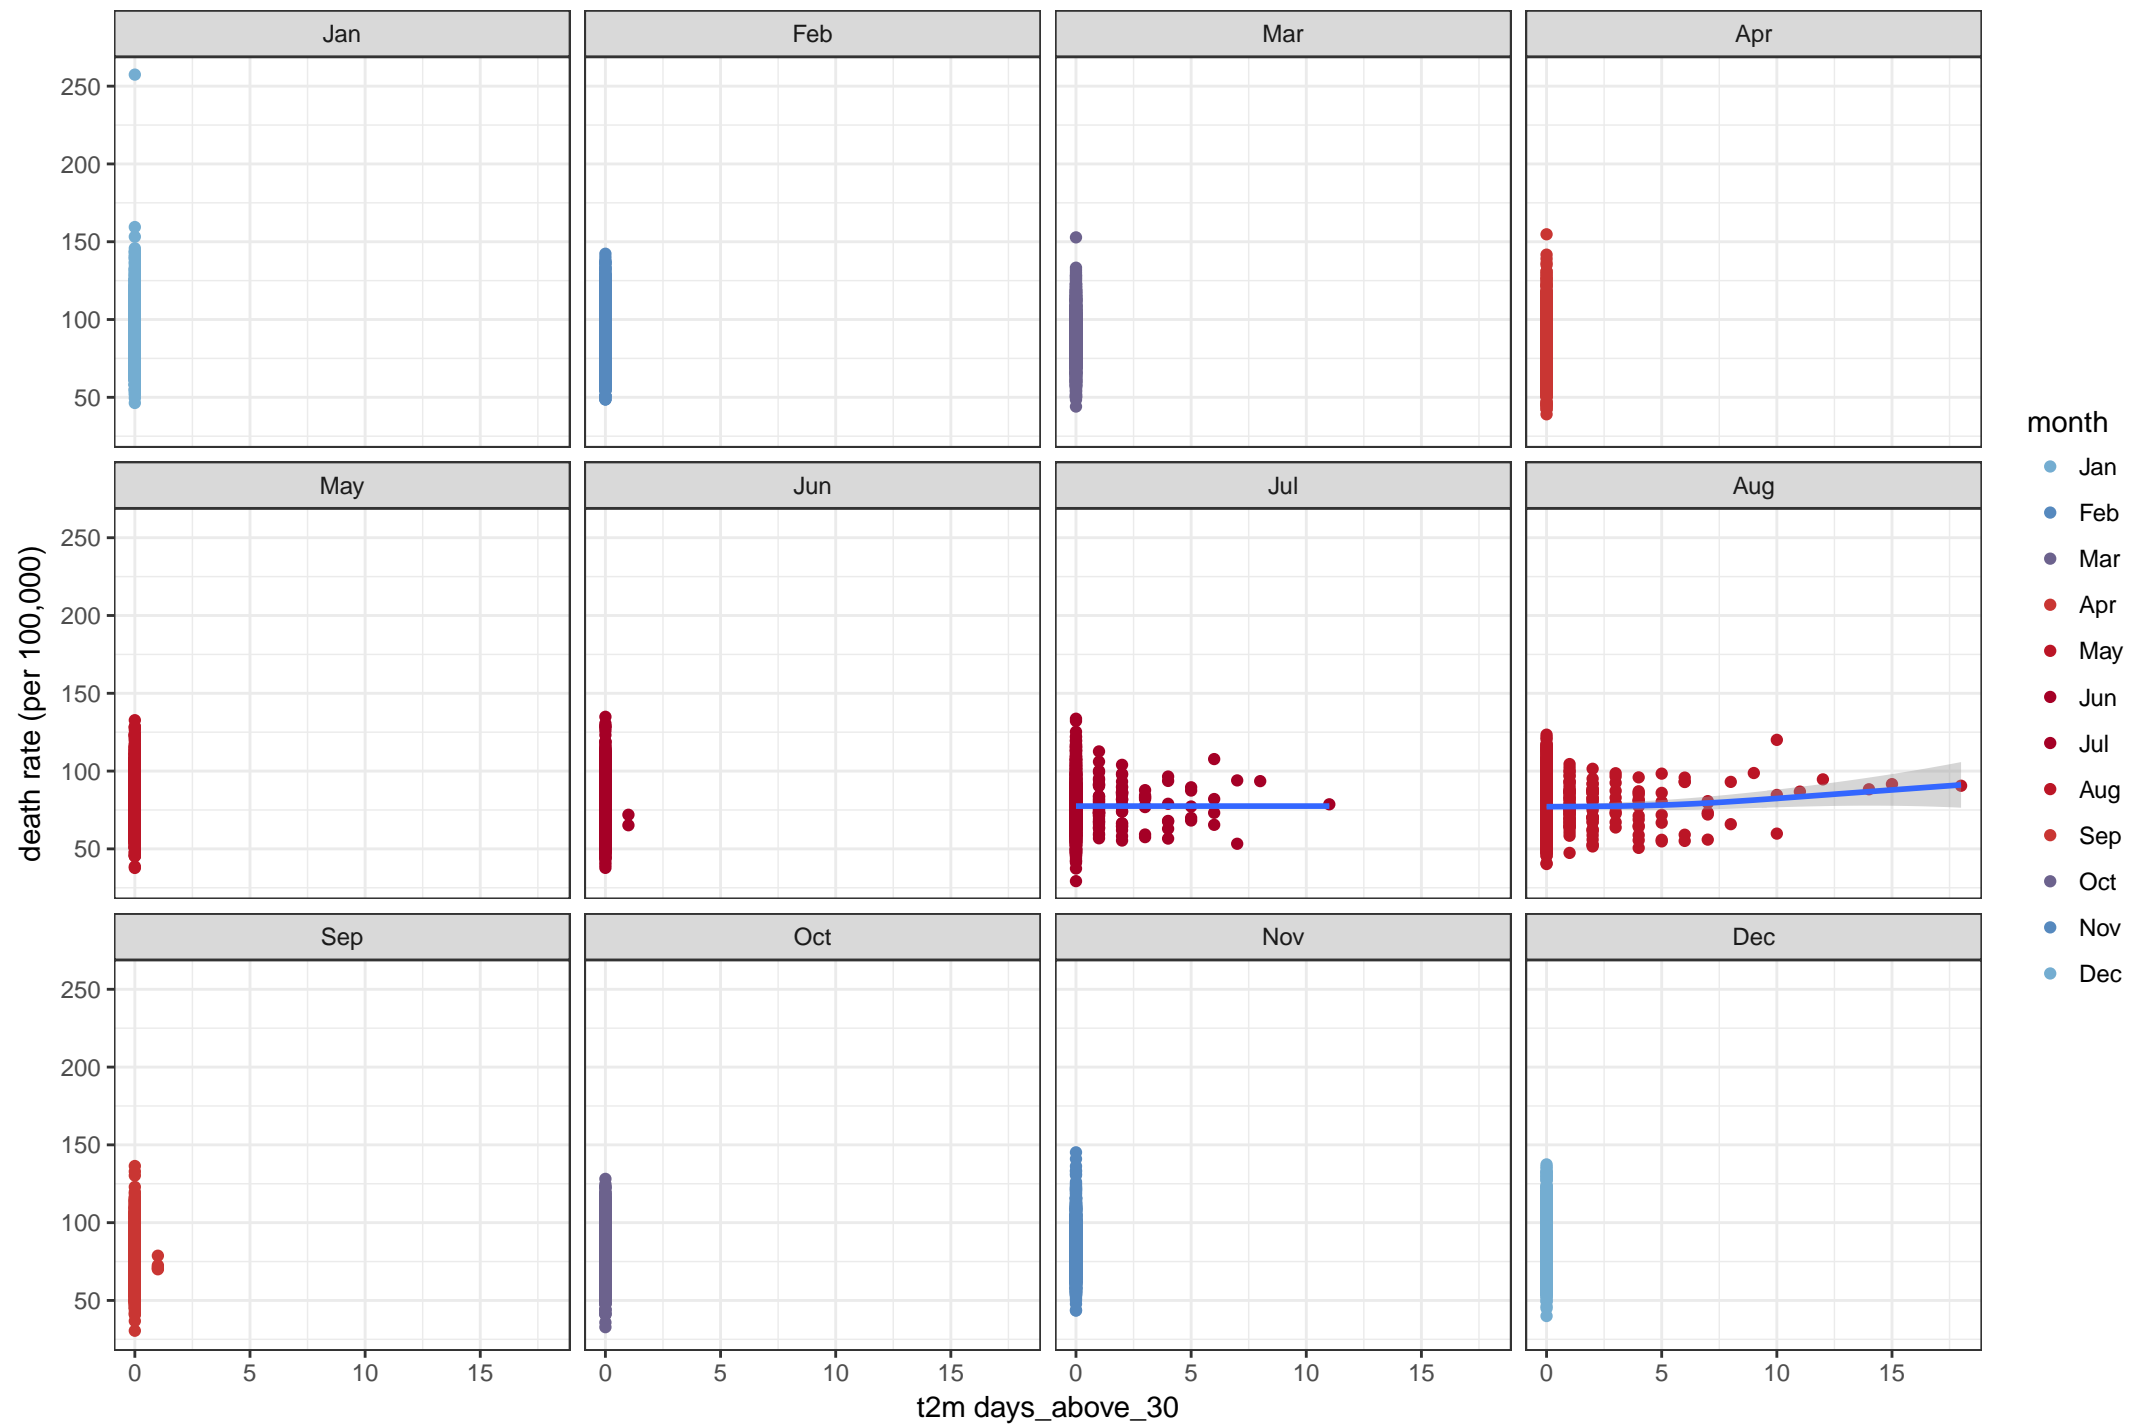 Jan Feb Mar Apr
250
200
150
100
50
May Jun Jul Aug
250
200
150
100
50
Sep Oct Nov Dec
250
200
150
100
50
0 5 10 15 0 5 10 15 0 5 10 15 0 5 10 15
t2m days_above_30
death rate (per 100,000)
month
Jan
Feb
Mar
Apr
May
Jun
Jul
Aug
Sep
Oct
Nov
Dec